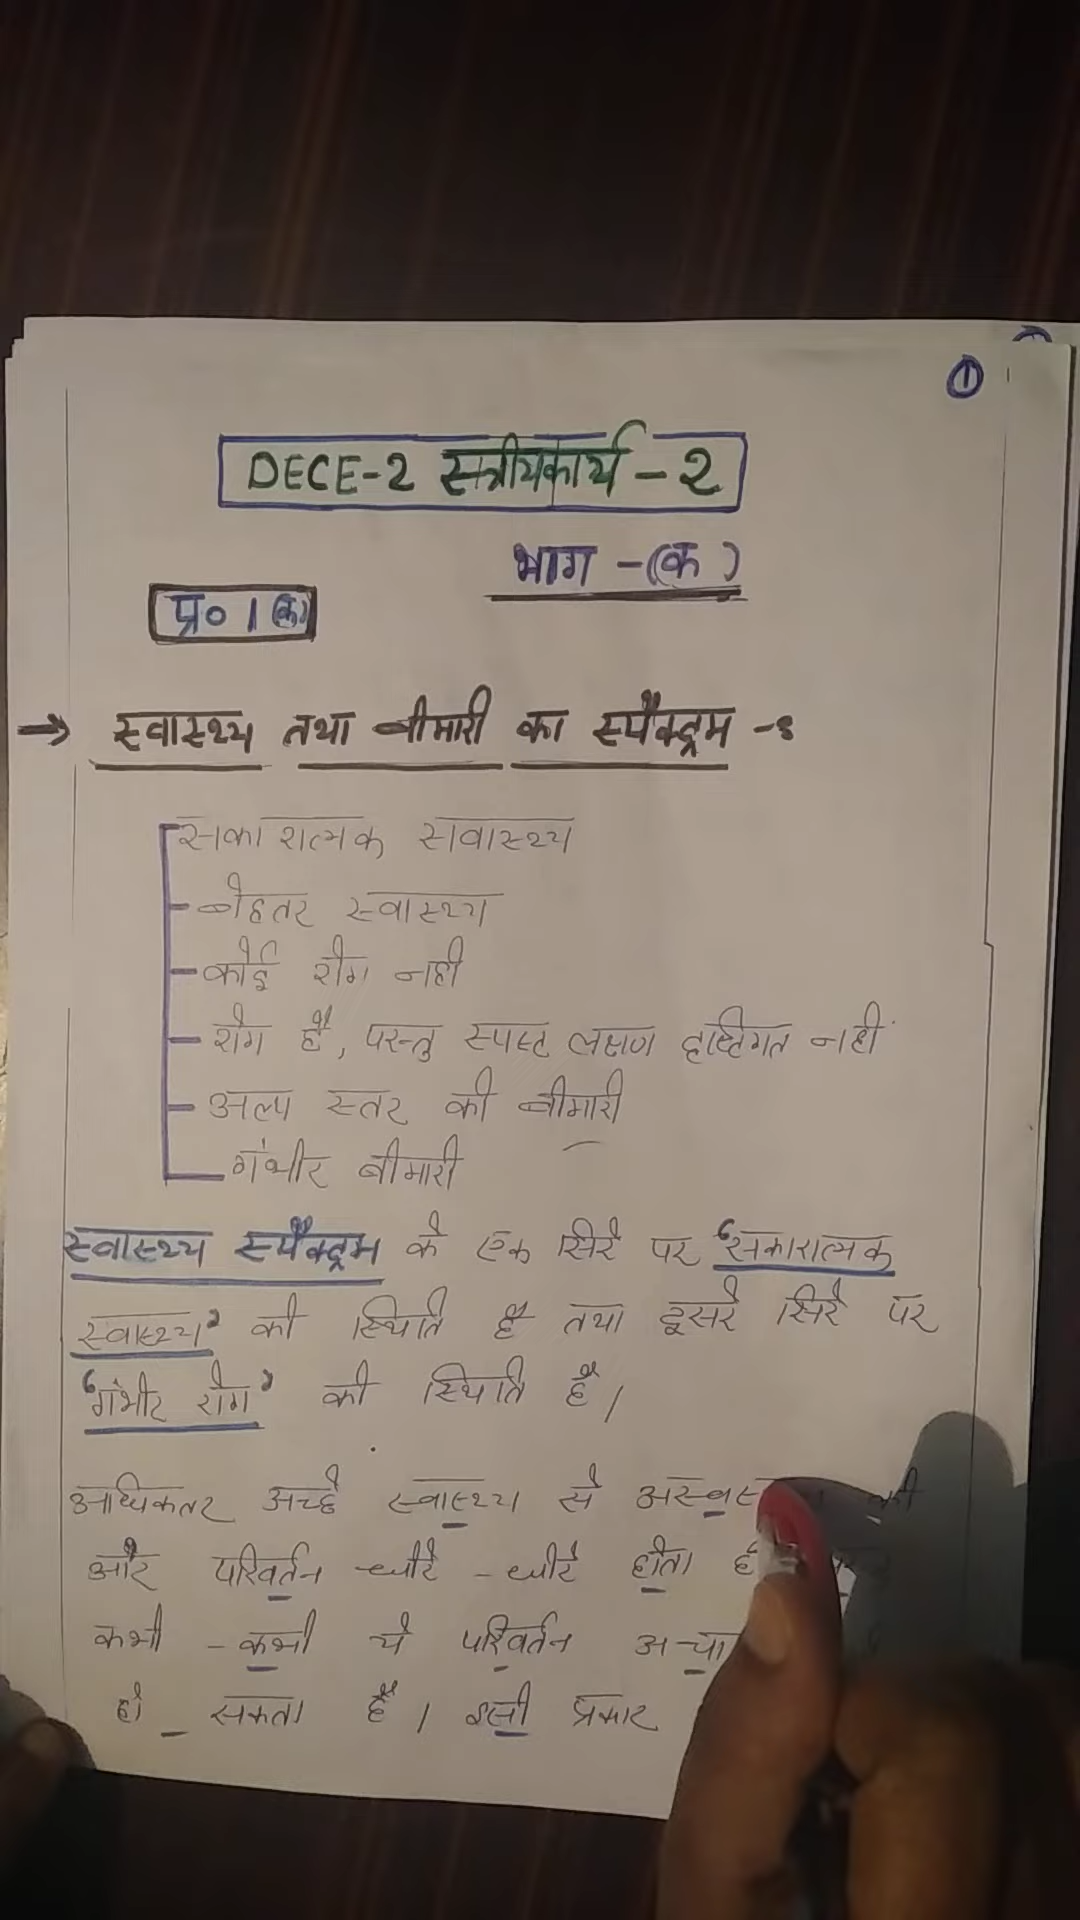 ①
DECE-2 सत्रीयकार्य - 2
भाग - (क)
प्र० 1 (क)
→ स्वास्थ्य तथा बीमारी का स्पैक्ट्रम -:
सकारात्मक सवास्थ्य
बेहतर स्वास्थ्य
कोई रोग नही
रोग है, परन्तु स्पस्ट लक्षण दृष्टिगत नही
अल्प स्तर की बीमारी
गंभीर बीमारी
स्वास्थ्य स्पैक्ट्रम के एक सिरे पर 'सकारात्मक
स्वास्थ्य' की स्थिति है तथा दूसरे सिरे पर
'गंभीर रोग' की स्थिति है।
अधिकतर अच्छे स्वास्थ्य से की
और परिवर्तन धीरे - धीरे होता है
कभी - कभी ये परिवर्तन
हो सकता है। इसी प्रकार